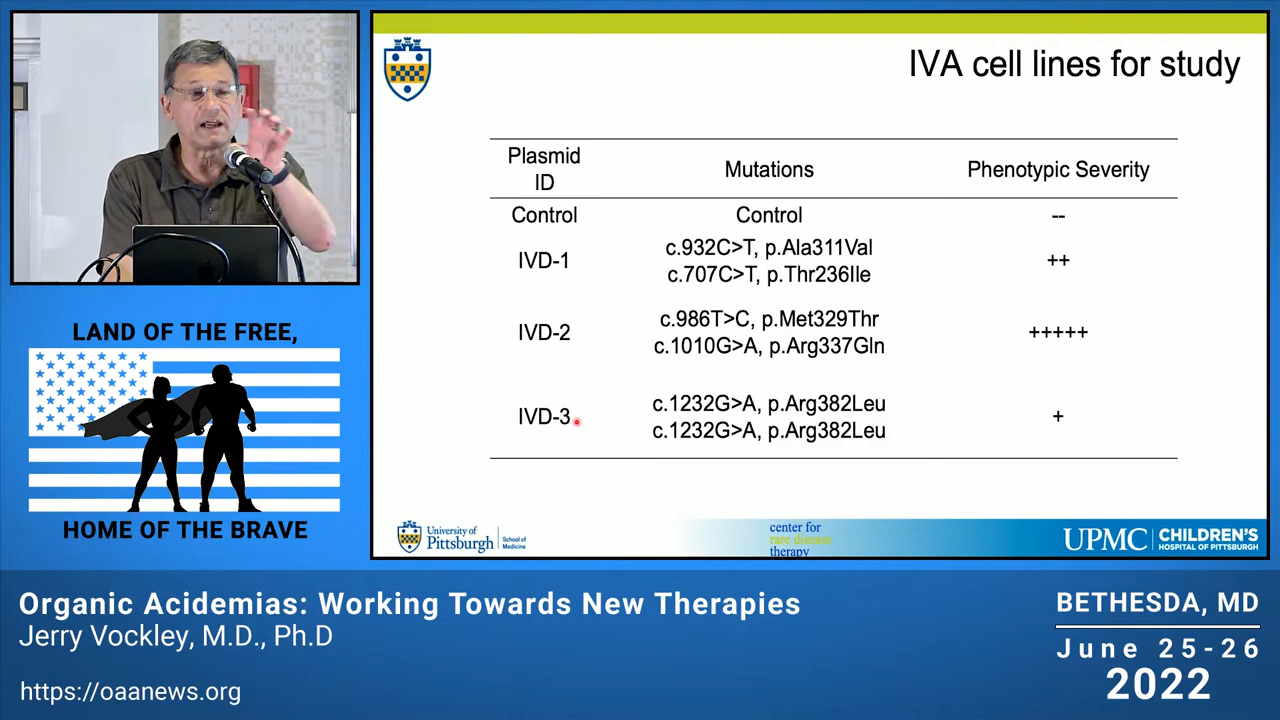 IVA cell lines for study
Plasmid ID Mutations Phenotypic Severity
Control Control --
IVD-1 c.932C>T, p.Ala311Val ++
c.707C>T, p.Thr236Ile
IVD-2 c.986T>C, p.Met329Thr +++++
c.1010G>A, p.Arg337Gln
IVD-3 c.1232G>A, p.Arg382Leu +
c.1232G>A, p.Arg382Leu
University of Pittsburgh School of Medicine
center for
rare disease
therapy
UPMC CHILDREN'S
HOSPITAL OF PITTSBURGH
LAND OF THE FREE,
HOME OF THE BRAVE
Organic Acidemias: Working Towards New Therapies
Jerry Vockley, M.D., Ph.D
https://oaanews.org
BETHESDA, MD
June 25-26
2022